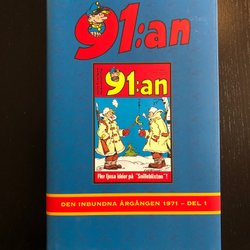 91:an
91:an
Fler ljusa idéer på "Snilleblixten"!
DEN INBUNDNA ÅRGÅNGEN 1971 – DEL 1